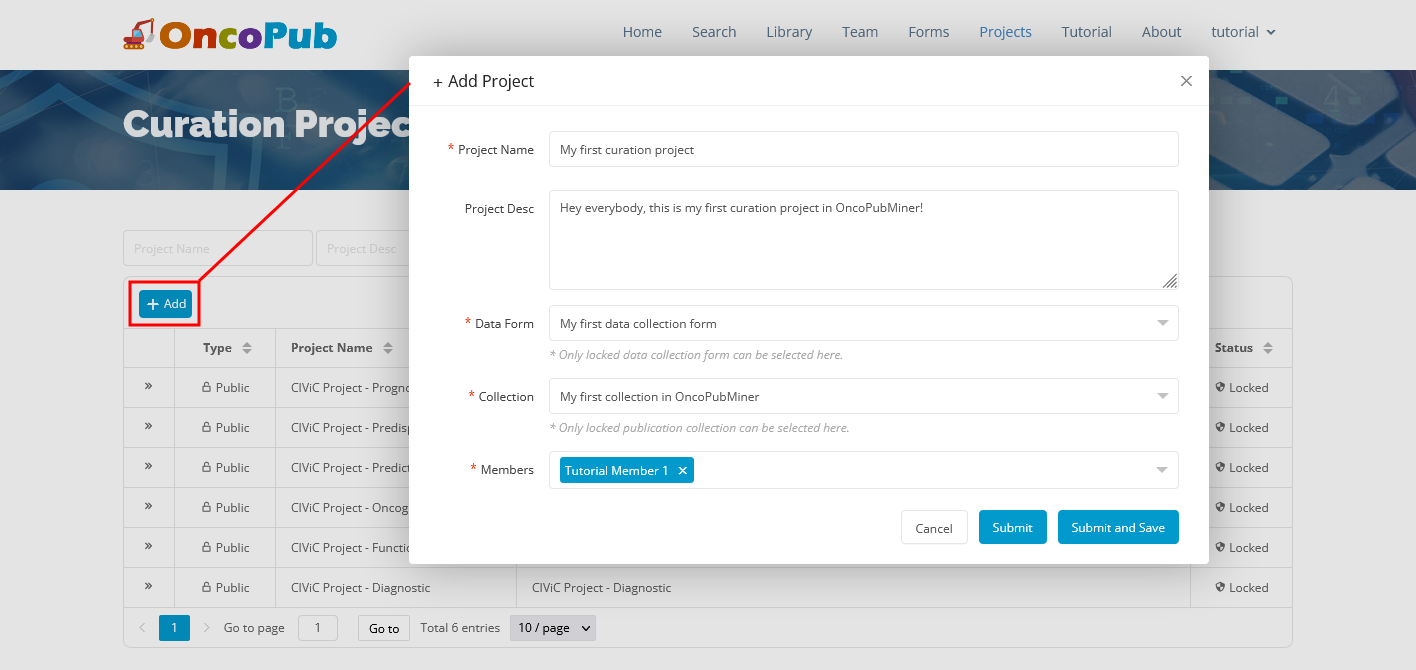 OncoPub
Home Search Library Team Forms Projects Tutorial About tutorial
+ Add Project
Curation Projec
* Project Name My first curation project
Project Desc Hey everybody, this is my first curation project in OncoPubMiner!
Project Name Project Desc
+ Add
* Data Form My first data collection form
* Only locked data collection form can be selected here.
Type Project Name Status
» Public CIViC Project - Progno Locked
* Collection My first collection in OncoPubMiner
* Only locked publication collection can be selected here.
» Public CIViC Project - Predisp Locked
» Public CIViC Project - Predict Locked
* Members Tutorial Member 1 ×
» Public CIViC Project - Oncog Locked
Cancel Submit Submit and Save
» Public CIViC Project - Functio Locked
» Public CIViC Project - Diagnostic CIViC Project - Diagnostic Locked
< 1 > Go to page 1 Go to Total 6 entries 10 / page